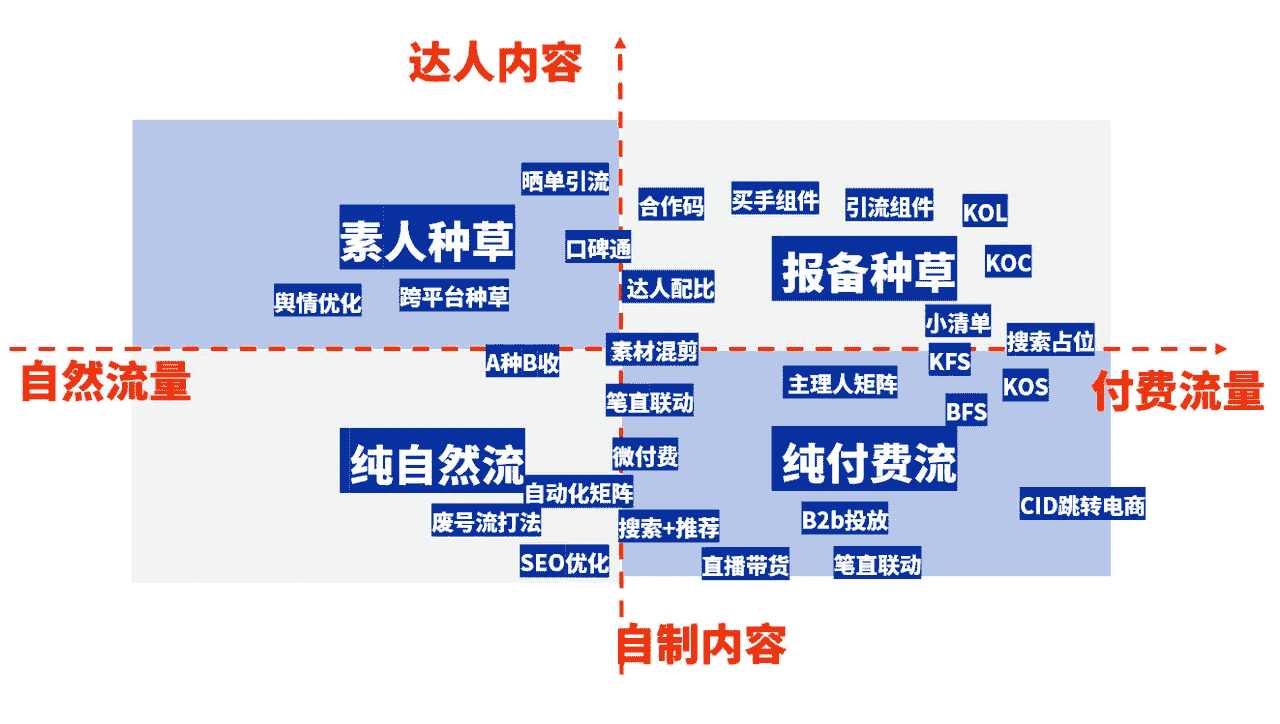 达人内容
晒单引流
合作码
买手组件
引流组件
KOL
素人种草
口碑通
报备种草
KOC
舆情优化
跨平台种草
达人配比
小清单
搜索占位
自然流量
A种B收
素材混剪
KFS
主理人矩阵
KOS
付费流量
笔直联动
BFS
纯自然流
微付费
纯付费流
自动化矩阵
废号流打法
搜索+推荐
B2b投放
CID跳转电商
SEO优化
直播带货
笔直联动
自制内容